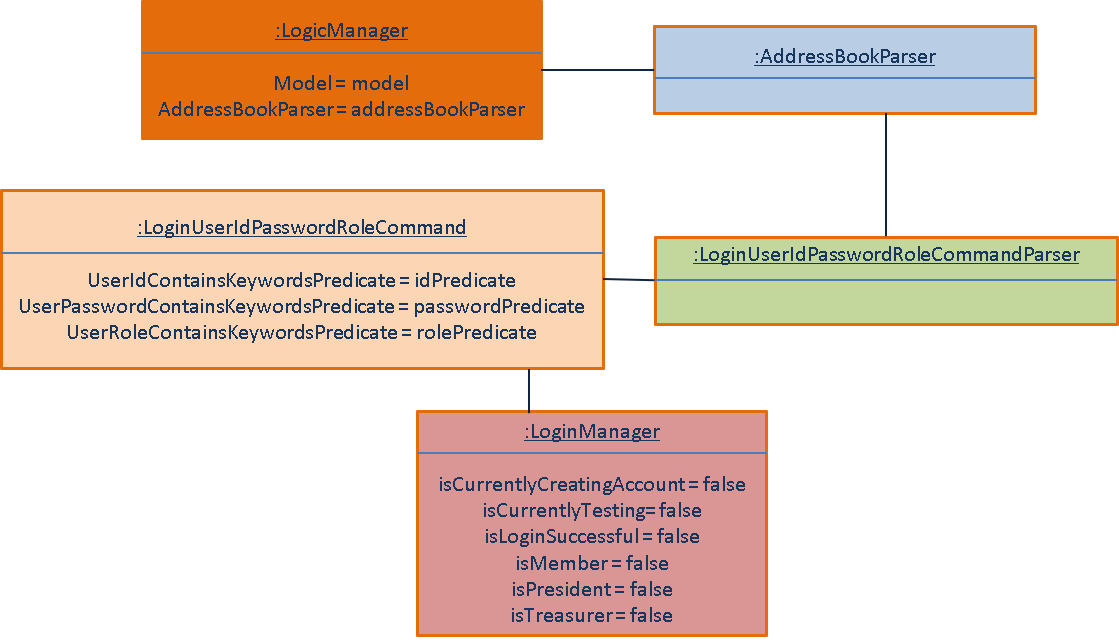 :LogicManager
Model = model
AddressBookParser = addressBookParser
:AddressBookParser
:LoginUserIdPasswordRoleCommand
UserIdContainsKeywordsPredicate = idPredicate
UserPasswordContainsKeywordsPredicate = passwordPredicate
UserRoleContainsKeywordsPredicate = rolePredicate
:LoginUserIdPasswordRoleCommandParser
:LoginManager
isCurrentlyCreatingAccount = false
isCurrentlyTesting= false
isLoginSuccessful = false
isMember = false
isPresident = false
isTreasurer = false